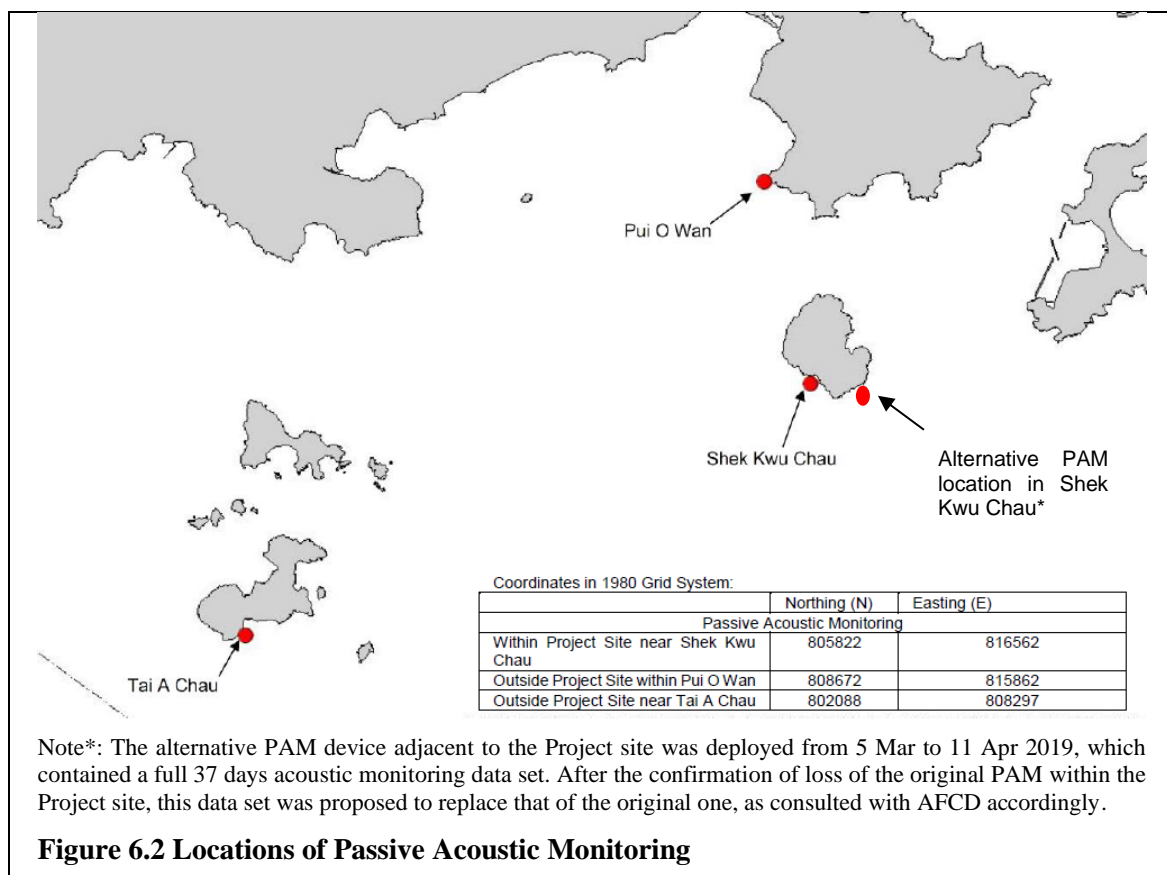 Pui O Wan
Shek Kwu Chau
Alternative PAM
location in Shek
Kwu Chau*
Tai A Chau
Coordinates in 1980 Grid System:
Northing (N) Easting (E)
Passive Acoustic Monitoring
Within Project Site near Shek Kwu 805822 816562
Chau
Outside Project Site within Pui O Wan 808672 815862
Outside Project Site near Tai A Chau 802088 808297
Note*: The alternative PAM device adjacent to the Project site was deployed from 5 Mar to 11 Apr 2019, which
contained a full 37 days acoustic monitoring data set. After the confirmation of loss of the original PAM within the
Project site, this data set was proposed to replace that of the original one, as consulted with AFCD accordingly.
Figure 6.2 Locations of Passive Acoustic Monitoring